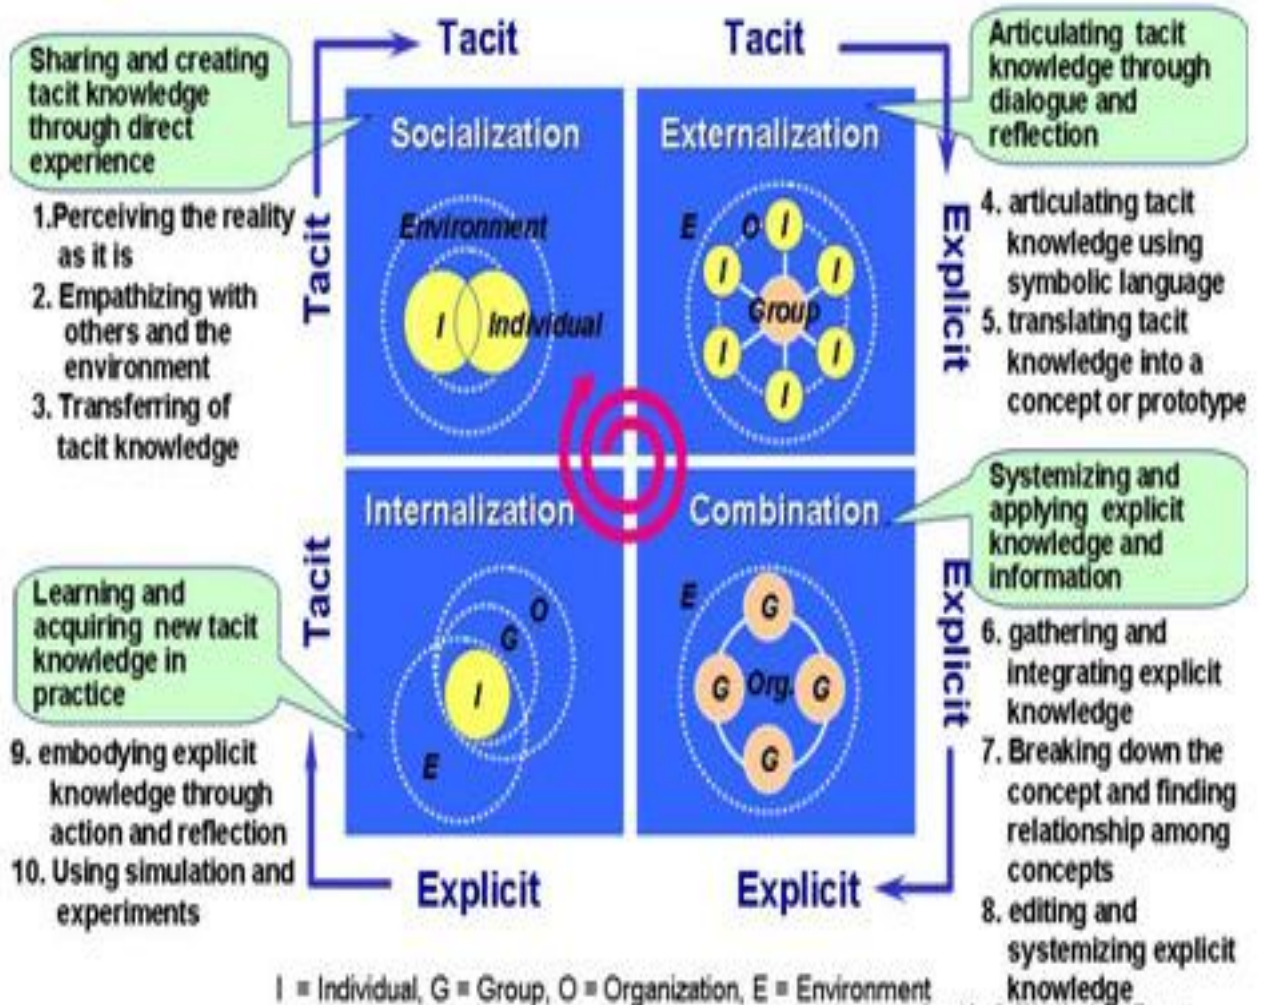 Tacit
Tacit
Sharing and creating
tacit knowledge
through direct
experience
Articulating tacit
knowledge through
dialogue and
reflection
Socialization
Externalization
1.Perceiving the reality
as it is
2. Empathizing with
others and the
environment
3. Transferring of
tacit knowledge
Tacit
Environment
I
Individual
E
O
I
I
I
Group
I
I
I
Explicit
4. articulating tacit
knowledge using
symbolic language
5. translating tacit
knowledge into a
concept or prototype
Internalization
Combination
Systemizing and
applying explicit
knowledge and
information
Learning and
acquiring new tacit
knowledge in
practice
Tacit
O
G
I
E
E
G
G
Org.
G
G
Explicit
6. gathering and
integrating explicit
knowledge
7. Breaking down the
concept and finding
relationship among
concepts
8. editing and
systemizing explicit
knowledge
9. embodying explicit
knowledge through
action and reflection
10. Using simulation and
experiments
Explicit
Explicit
I = Individual, G = Group, O = Organization, E = Environment